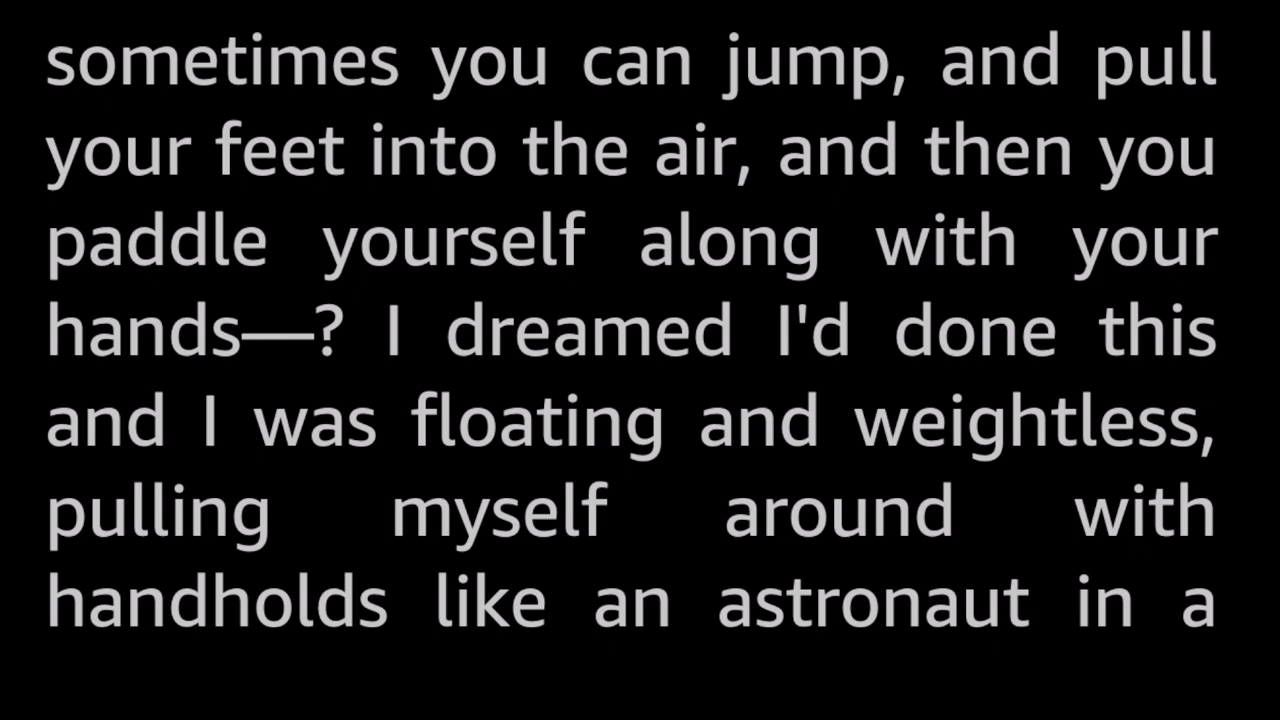 sometimes you can jump, and pull
your feet into the air, and then you
paddle yourself along with your
hands—? I dreamed I'd done this
and I was floating and weightless,
pulling myself around with
handholds like an astronaut in a